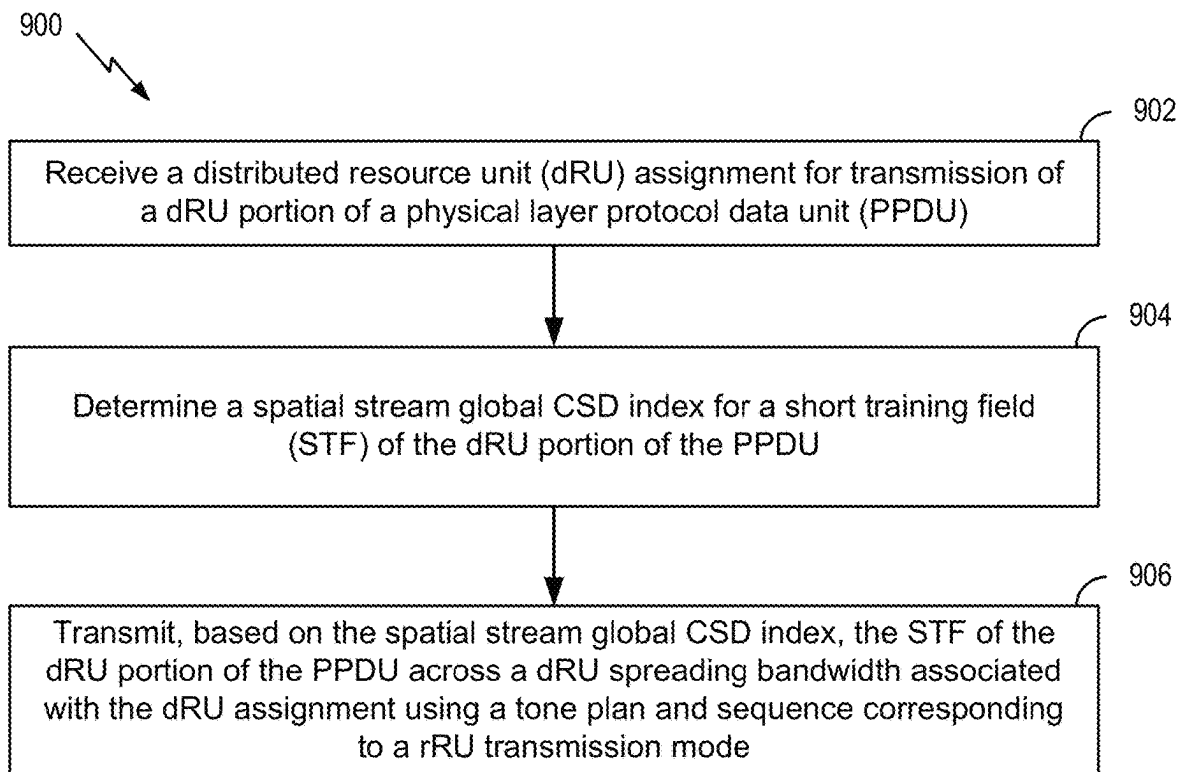 900
902
Receive a distributed resource unit (dRU) assignment for transmission of
a dRU portion of a physical layer protocol data unit (PPDU)
904
Determine a spatial stream global CSD index for a short training field
(STF) of the dRU portion of the PPDU
906
Transmit, based on the spatial stream global CSD index, the STF of the
dRU portion of the PPDU across a dRU spreading bandwidth associated
with the dRU assignment using a tone plan and sequence corresponding
to a rRU transmission mode